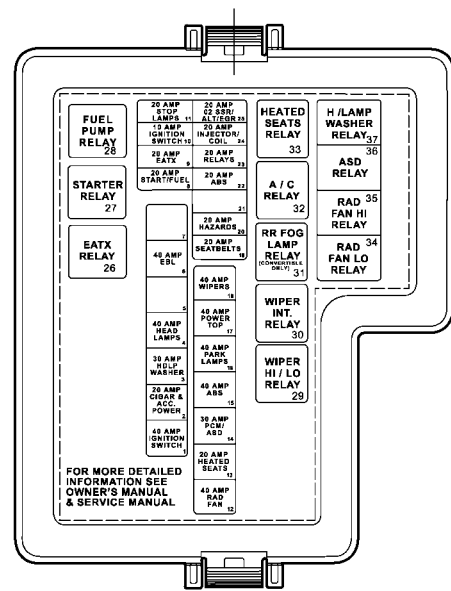 FUEL
PUMP
RELAY
28
STARTER
RELAY
27
EATX
RELAY
26
20 AMP
STOP
LAMPS 11
10 AMP
IGNITION
SWITCH 10
20 AMP
EATX
9
20 AMP
START/FUEL
8
20 AMP
02 SSR/
ALT/EGR 25
20 AMP
INJECTOR/
COIL 24
20 AMP
RELAYS
23
20 AMP
ABS
22
21
20 AMP
HAZARDS
20
20 AMP
SEATBELTS
19
7
40 AMP
EBL
6
5
40 AMP
HEAD
LAMPS
4
30 AMP
HDLP
WASHER
3
20 AMP
CIGAR &
ACC.
POWER
2
40 AMP
IGNITION
SWITCH
1
40 AMP
WIPERS
18
40 AMP
POWER
TOP
17
40 AMP
PARK
LAMPS
16
40 AMP
ABS
15
30 AMP
PCM/
ASD
14
20 AMP
HEATED
SEATS
13
40 AMP
RAD
FAN
12
HEATED
SEATS
RELAY
33
A / C
RELAY
32
RR FOG
LAMP
RELAY
(CONVERTIBLE
ONLY)
31
WIPER
INT.
RELAY
30
WIPER
HI / LO
RELAY
29
H /LAMP
WASHER
RELAY 37
36
ASD
RELAY
35
RAD
FAN HI
RELAY
34
RAD
FAN LO
RELAY
FOR MORE DETAILED
INFORMATION SEE
OWNER'S MANUAL
& SERVICE MANUAL